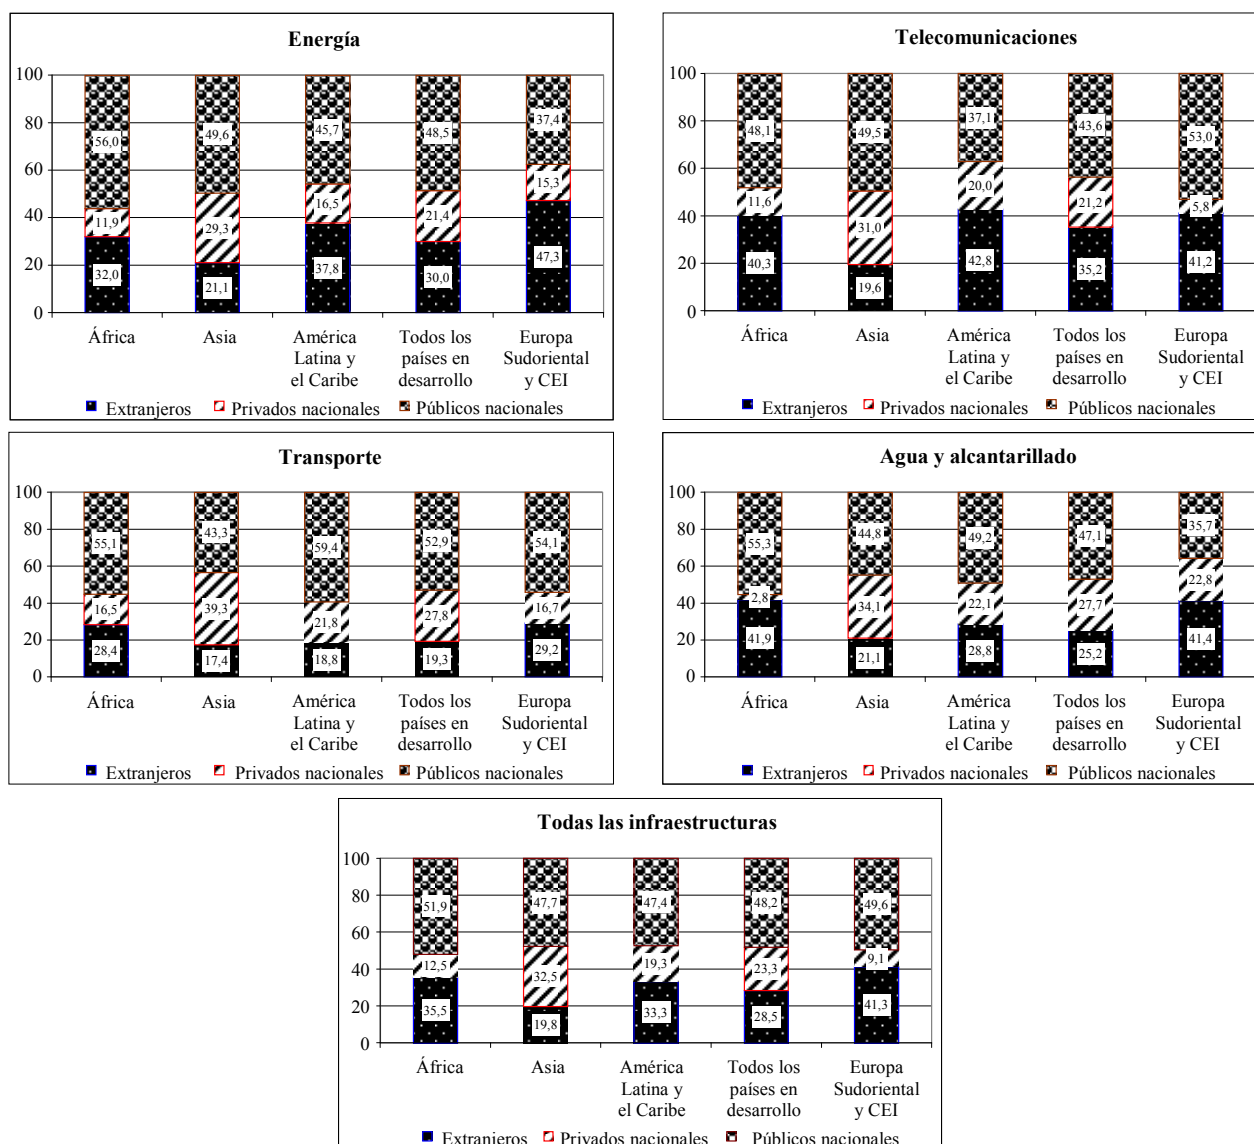 Energía
100
80
60
40
20
0
56,0
11,9
32,0
49,6
29,3
21,1
45,7
16,5
37,8
48,5
21,4
30,0
37,4
15,3
47,3
África
Asia
América
Latina y
el Caribe
Todos los
países en
desarrollo
Europa
Sudoriental
y CEI
Extranjeros Privados nacionales Públicos nacionales
Telecomunicaciones
100
80
60
40
20
0
48,1
11,6
40,3
49,5
31,0
19,6
37,1
20,0
42,8
43,6
21,2
35,2
53,0
5,8
41,2
África
Asia
América
Latina y
el Caribe
Todos los
países en
desarrollo
Europa
Sudoriental
y CEI
Extranjeros Privados nacionales Públicos nacionales
Transporte
100
80
60
40
20
0
55,1
16,5
28,4
43,3
39,3
17,4
59,4
21,8
18,8
52,9
27,8
19,3
54,1
16,7
29,2
África
Asia
América
Latina y
el Caribe
Todos los
países en
desarrollo
Europa
Sudoriental
y CEI
Extranjeros Privados nacionales Públicos nacionales
Agua y alcantarillado
100
80
60
40
20
0
55,3
2,8
41,9
44,8
34,1
21,1
49,2
22,1
28,8
47,1
27,7
25,2
35,7
22,8
41,4
África
Asia
América
Latina y
el Caribe
Todos los
países en
desarrollo
Europa
Sudoriental
y CEI
Extranjeros Privados nacionales Públicos nacionales
Todas las infraestructuras
100
80
60
40
20
0
51,9
12,5
35,5
47,7
32,5
19,8
47,4
19,3
33,3
48,2
23,3
28,5
49,6
9,1
41,3
África
Asia
América
Latina y
el Caribe
Todos los
países en
desarrollo
Europa
Sudoriental
y CEI
Extranjeros Privados nacionales Públicos nacionales